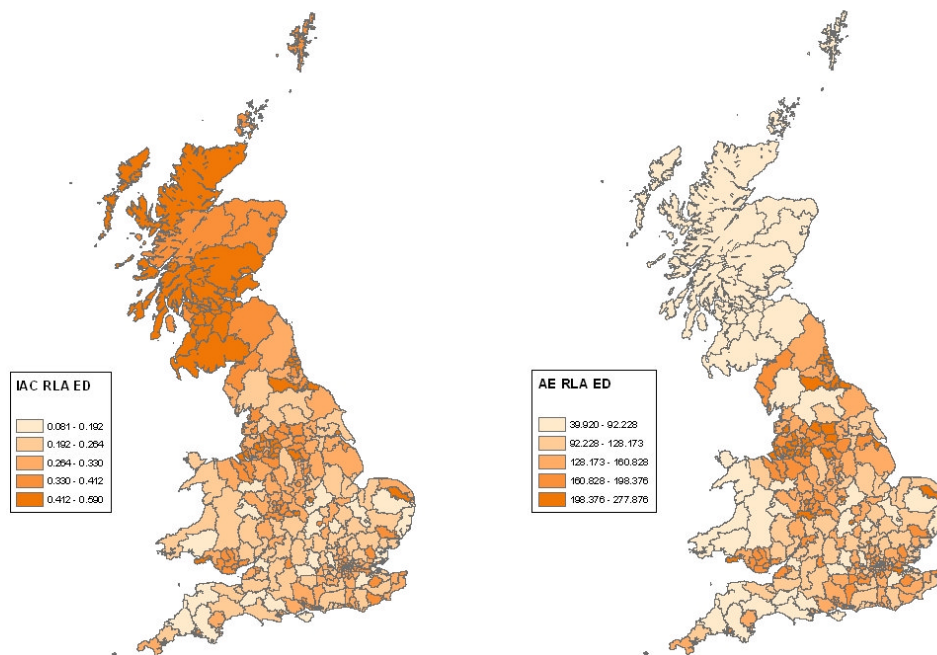 IAC RLA ED
0.081 - 0.192
0.192 - 0.264
0.264 - 0.330
0.330 - 0.412
0.412 - 0.590
AE RLA ED
39.920 - 92.228
92.228 - 128.173
128.173 - 160.828
160.828 - 198.376
198.376 - 277.876